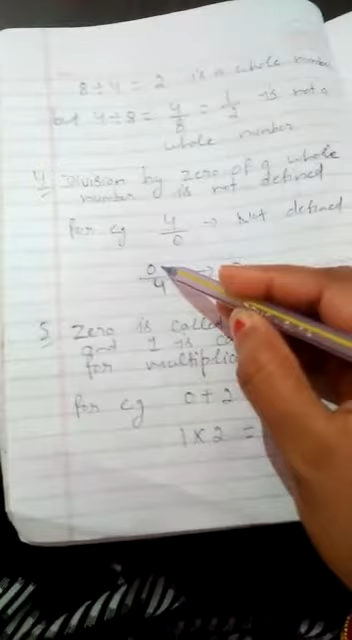 8 ÷ 4 = 2 is a whole number
but 4 ÷ 8 = 4/8 = 1/2 is not a
whole number
4 Division by zero of a whole
number is not defined
for eg 4/0 → Not defined
0/4 →
5 Zero is called
and 1 is
for
for eg 0 + 2
1 × 2 =